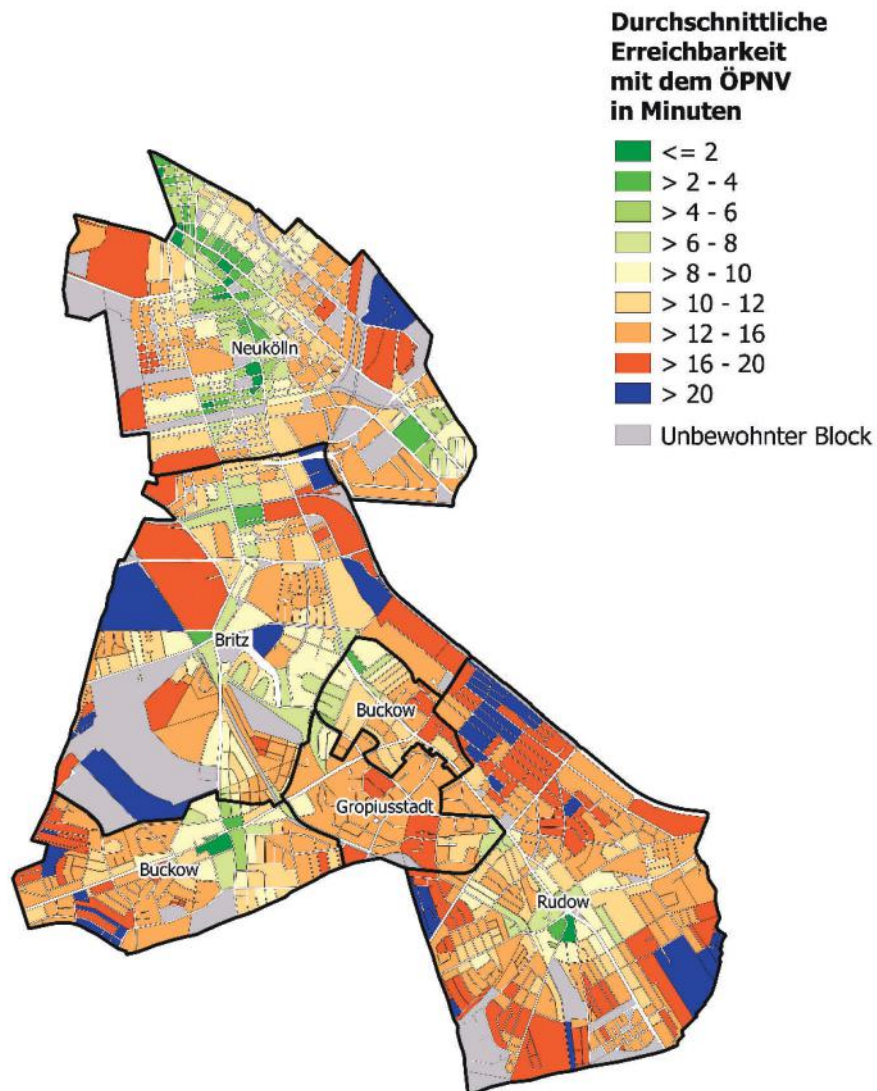 Durchschnittliche
Erreichbarkeit
mit dem ÖPNV
in Minuten
<= 2
> 2 - 4
> 4 - 6
> 6 - 8
> 8 - 10
> 10 - 12
> 12 - 16
> 16 - 20
> 20
Unbewohnter Block
Neukölln
Britz
Buckow
Gropiusstadt
Buckow
Rudow